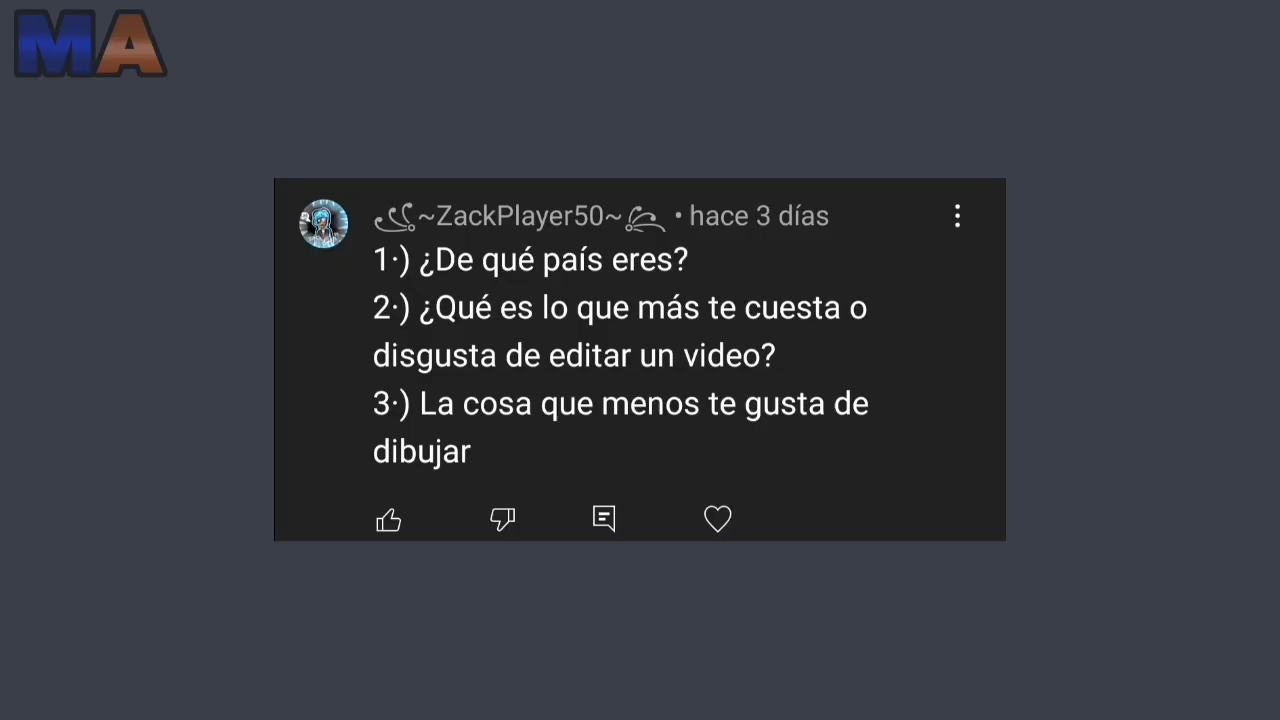 MA
~ZackPlayer50~ • hace 3 días
1·) ¿De qué país eres?
2·) ¿Qué es lo que más te cuesta o
disgusta de editar un video?
3·) La cosa que menos te gusta de
dibujar